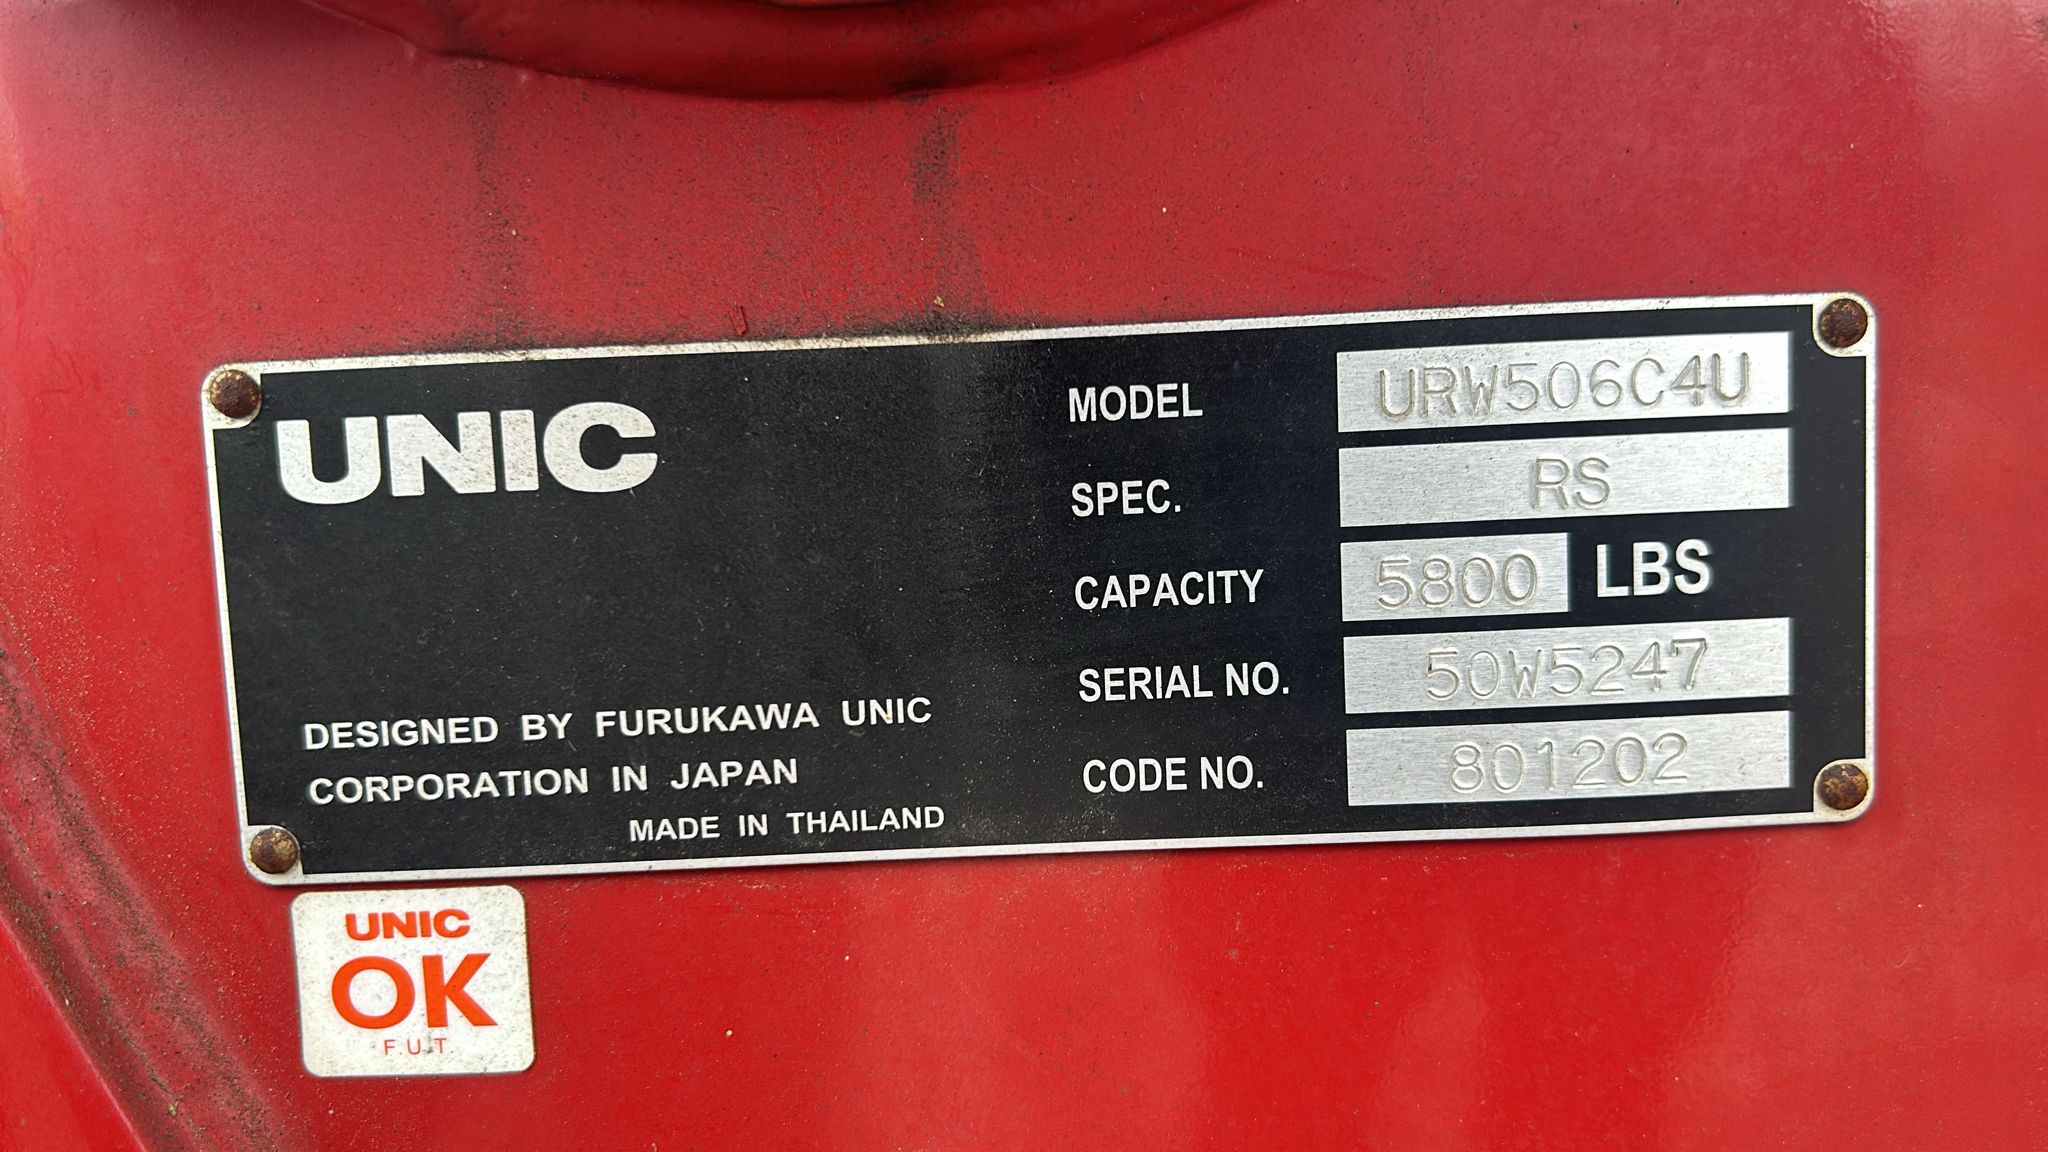 UNIC
MODEL URW506C4U
SPEC. RS
CAPACITY 5800 LBS
SERIAL NO. 50W5247
CODE NO. 801202
DESIGNED BY FURUKAWA UNIC
CORPORATION IN JAPAN
MADE IN THAILAND
UNIC
OK
F.U.T.